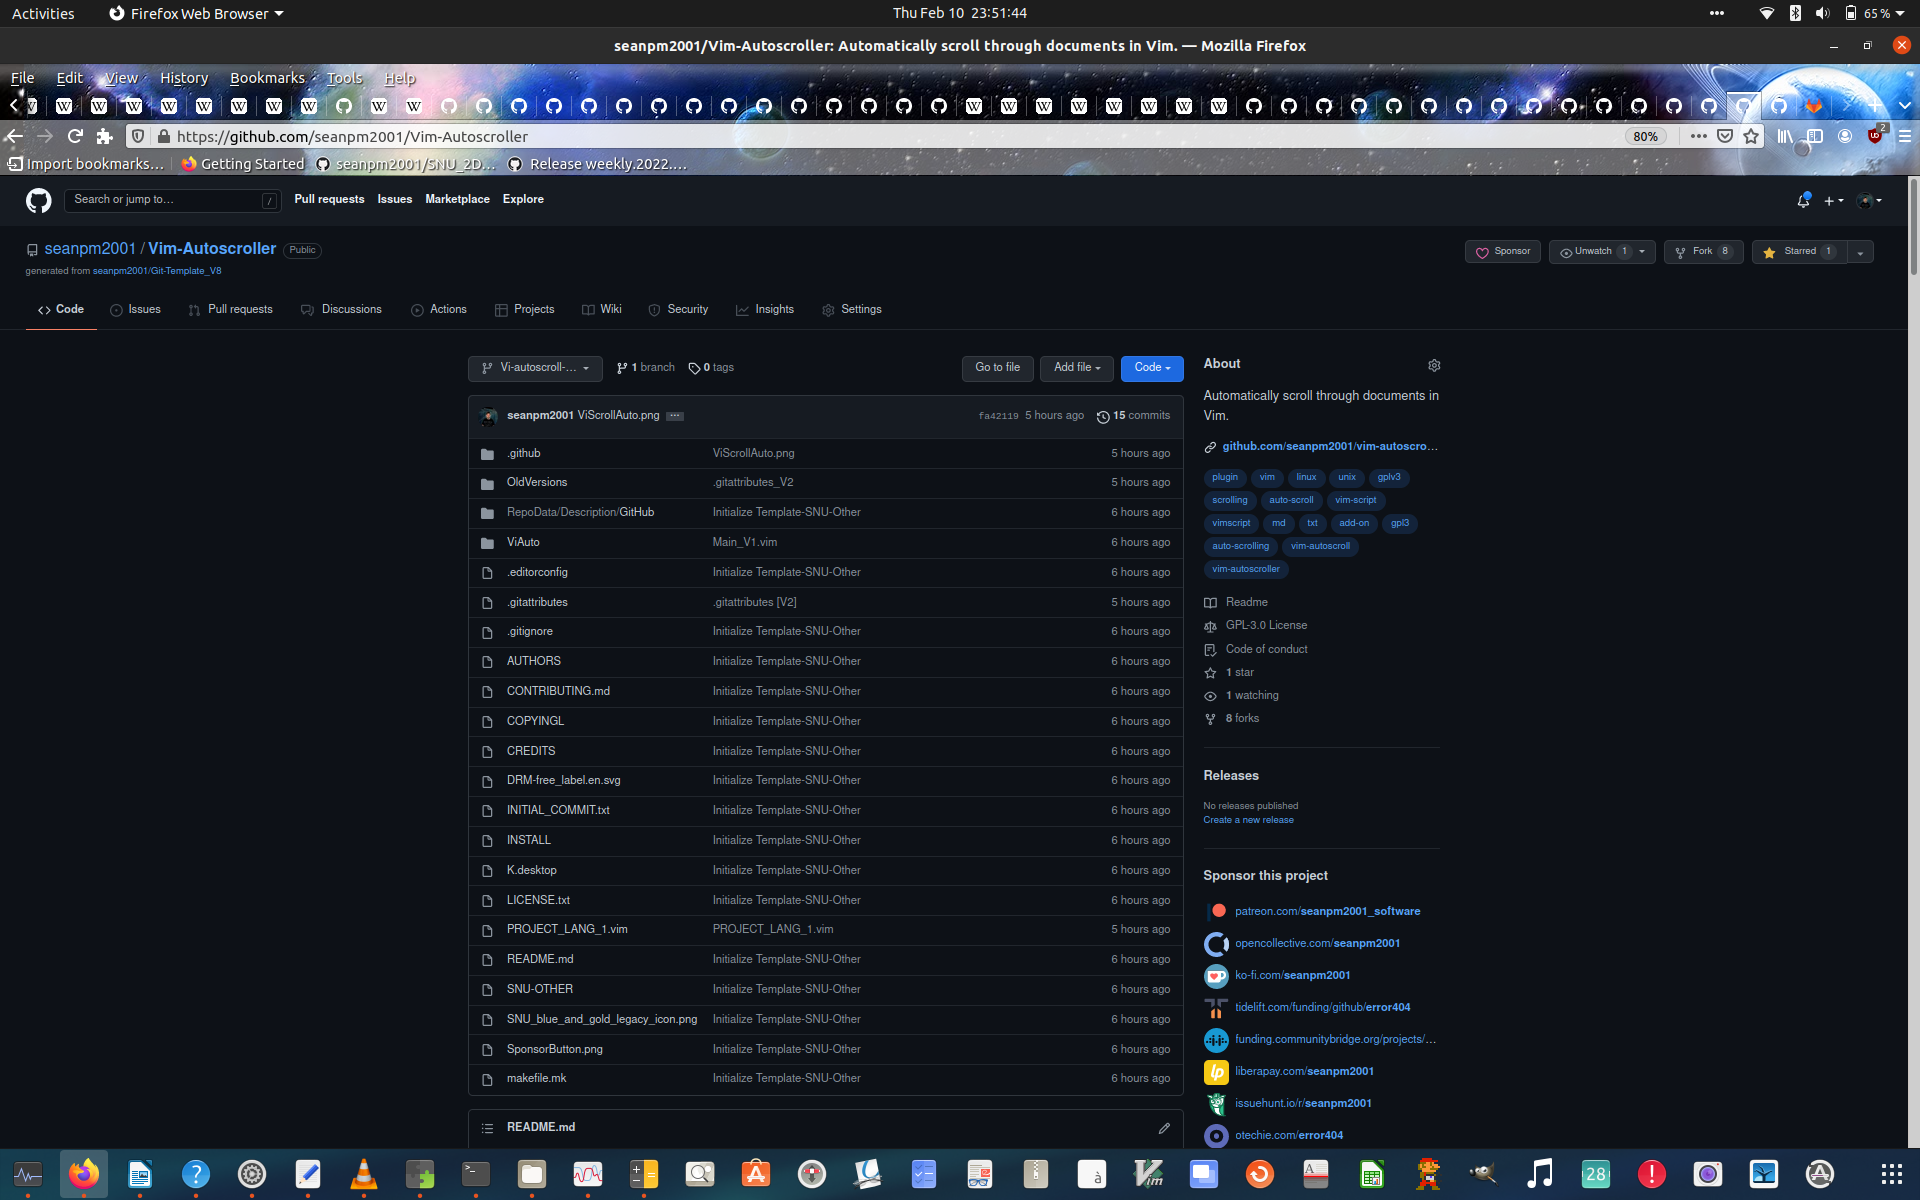 Activities Firefox Web Browser Thu Feb 10 23:51:44 65 %
seanpm2001/Vim-Autoscroller: Automatically scroll through documents in Vim. — Mozilla Firefox
File Edit View History Bookmarks Tools Help
https://github.com/seanpm2001/Vim-Autoscroller 80% 2
Import bookmarks… Getting Started seanpm2001/SNU_2D… Release weekly.2022.…
Search or jump to… / Pull requests Issues Marketplace Explore
seanpm2001 / Vim-Autoscroller Public Sponsor Unwatch 1 Fork 8 Starred 1
generated from seanpm2001/Git-Template_V8
Code Issues Pull requests Discussions Actions Projects Wiki Security Insights Settings
Vi-autoscroll-… 1 branch 0 tags Go to file Add file Code
seanpm2001 ViScrollAuto.png … fa42119 5 hours ago 15 commits
.github ViScrollAuto.png 5 hours ago
OldVersions .gitattributes_V2 5 hours ago
RepoData/Description/GitHub Initialize Template-SNU-Other 6 hours ago
ViAuto Main_V1.vim 6 hours ago
.editorconfig Initialize Template-SNU-Other 6 hours ago
.gitattributes .gitattributes [V2] 5 hours ago
.gitignore Initialize Template-SNU-Other 6 hours ago
AUTHORS Initialize Template-SNU-Other 6 hours ago
CONTRIBUTING.md Initialize Template-SNU-Other 6 hours ago
COPYINGL Initialize Template-SNU-Other 6 hours ago
CREDITS Initialize Template-SNU-Other 6 hours ago
DRM-free_label.en.svg Initialize Template-SNU-Other 6 hours ago
INITIAL_COMMIT.txt Initialize Template-SNU-Other 6 hours ago
INSTALL Initialize Template-SNU-Other 6 hours ago
K.desktop Initialize Template-SNU-Other 6 hours ago
LICENSE.txt Initialize Template-SNU-Other 6 hours ago
PROJECT_LANG_1.vim PROJECT_LANG_1.vim 5 hours ago
README.md Initialize Template-SNU-Other 6 hours ago
SNU-OTHER Initialize Template-SNU-Other 6 hours ago
SNU_blue_and_gold_legacy_icon.png Initialize Template-SNU-Other 6 hours ago
SponsorButton.png Initialize Template-SNU-Other 6 hours ago
makefile.mk Initialize Template-SNU-Other 6 hours ago
README.md
About
Automatically scroll through documents in
Vim.
github.com/seanpm2001/vim-autoscro…
plugin vim linux unix gplv3
scrolling auto-scroll vim-script
vimscript md txt add-on gpl3
auto-scrolling vim-autoscroll
vim-autoscroller
Readme
GPL-3.0 License
Code of conduct
1 star
1 watching
8 forks
Releases
No releases published
Create a new release
Sponsor this project
patreon.com/seanpm2001_software
opencollective.com/seanpm2001
ko-fi.com/seanpm2001
tidelift.com/funding/github/error404
funding.communitybridge.org/projects/…
liberapay.com/seanpm2001
issuehunt.io/r/seanpm2001
otechie.com/error404
Vim 28